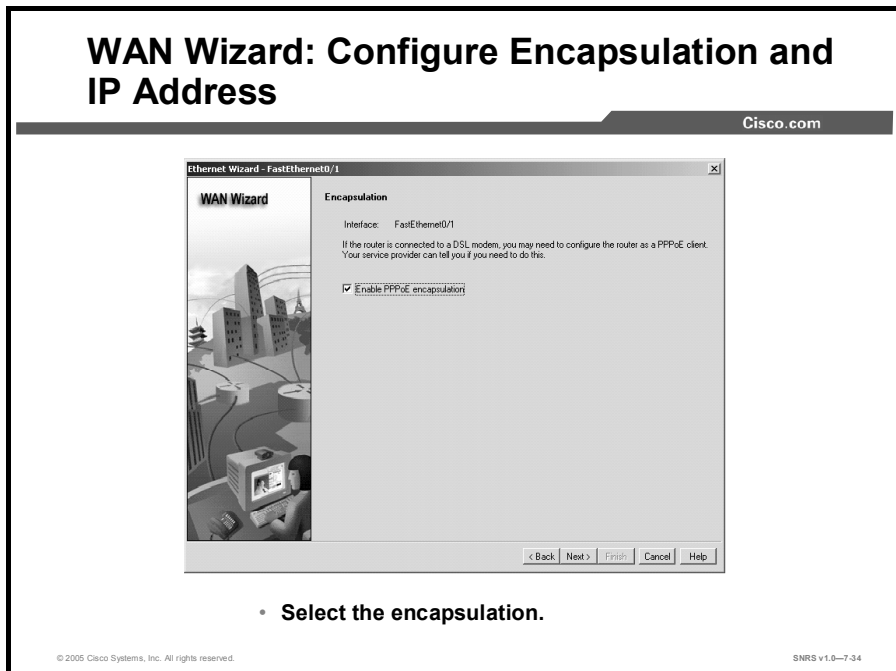 WAN Wizard: Configure Encapsulation and
IP Address
Cisco.com
Ethernet Wizard - FastEthernet0/1
WAN Wizard
Encapsulation
Interface: FastEthernet0/1
If the router is connected to a DSL modem, you may need to configure the router as a PPPoE client.
Your service provider can tell you if you need to do this.
Enable PPPoE encapsulation
< Back Next > Finish Cancel Help
• Select the encapsulation.
© 2005 Cisco Systems, Inc. All rights reserved. SNRS v1.0—7-34